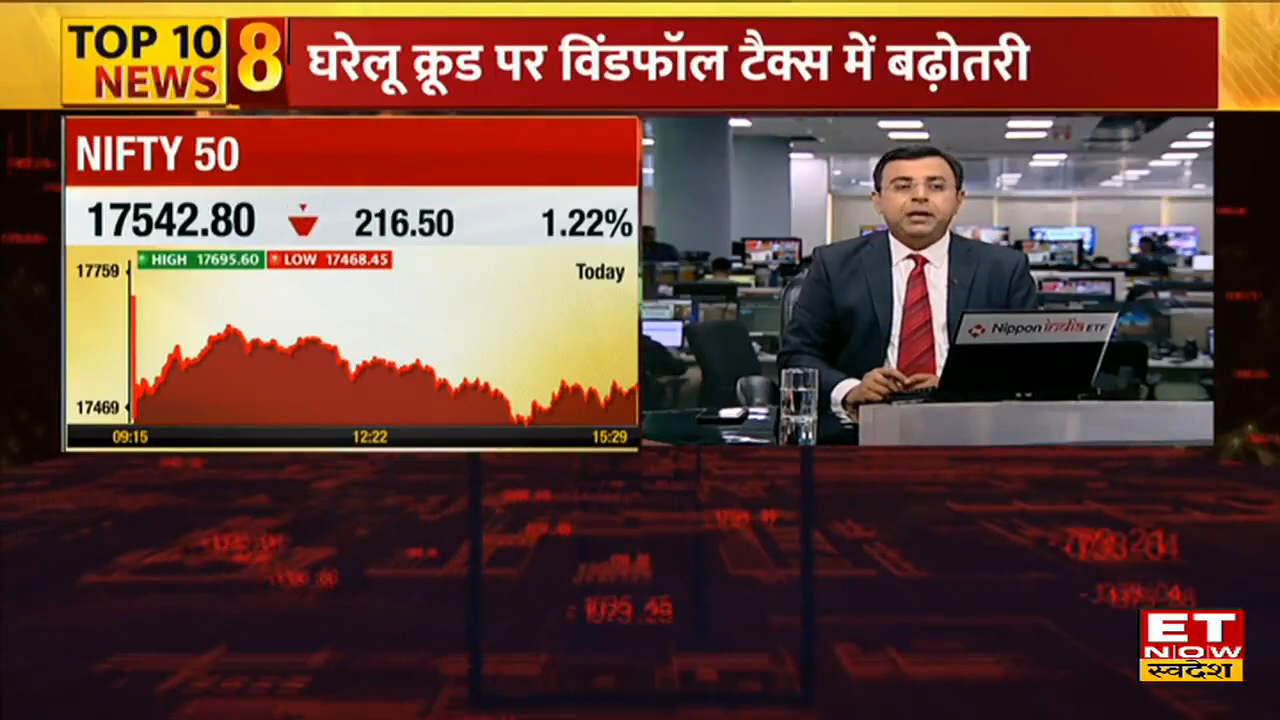 TOP 10
NEWS
8
घरेलू क्रूड पर विंडफॉल टैक्स में बढ़ोतरी
NIFTY 50
17542.80 216.50 1.22%
HIGH 17695.60 LOW 17468.45
Today
17759
17469
09:15 12:22 15:29
Nippon india ETF
ET
NOW
स्वदेश